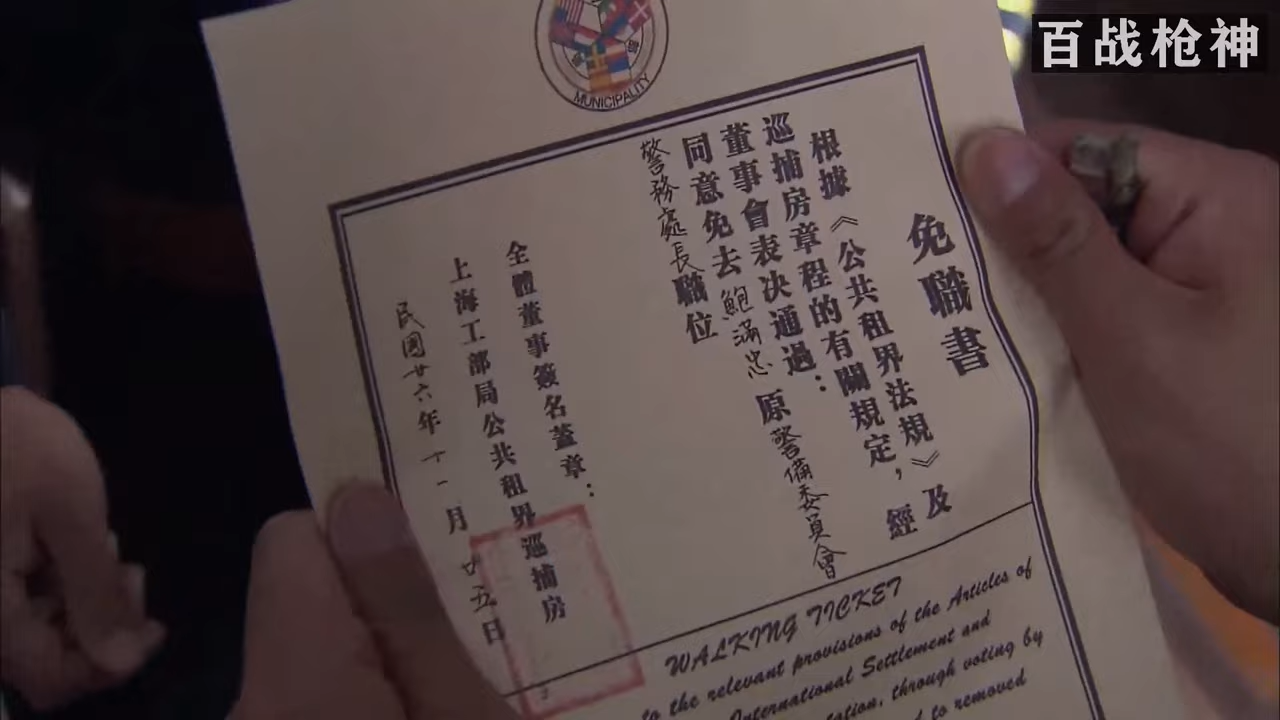 百战枪神
MUNICIPALITY
免職書
根據《公共租界法規》及
巡捕房章程的有關規定，經
董事會表决通過：
同意免去鮑滿忠原警備委員會
警務處長職位
全體董事簽名蓋章：
上海工部局公共租界巡捕房
民國廿六年十一月廿五日
WALKING TICKET
to the relevant provisions of the Articles of
International Settlement and
through voting by
to removed